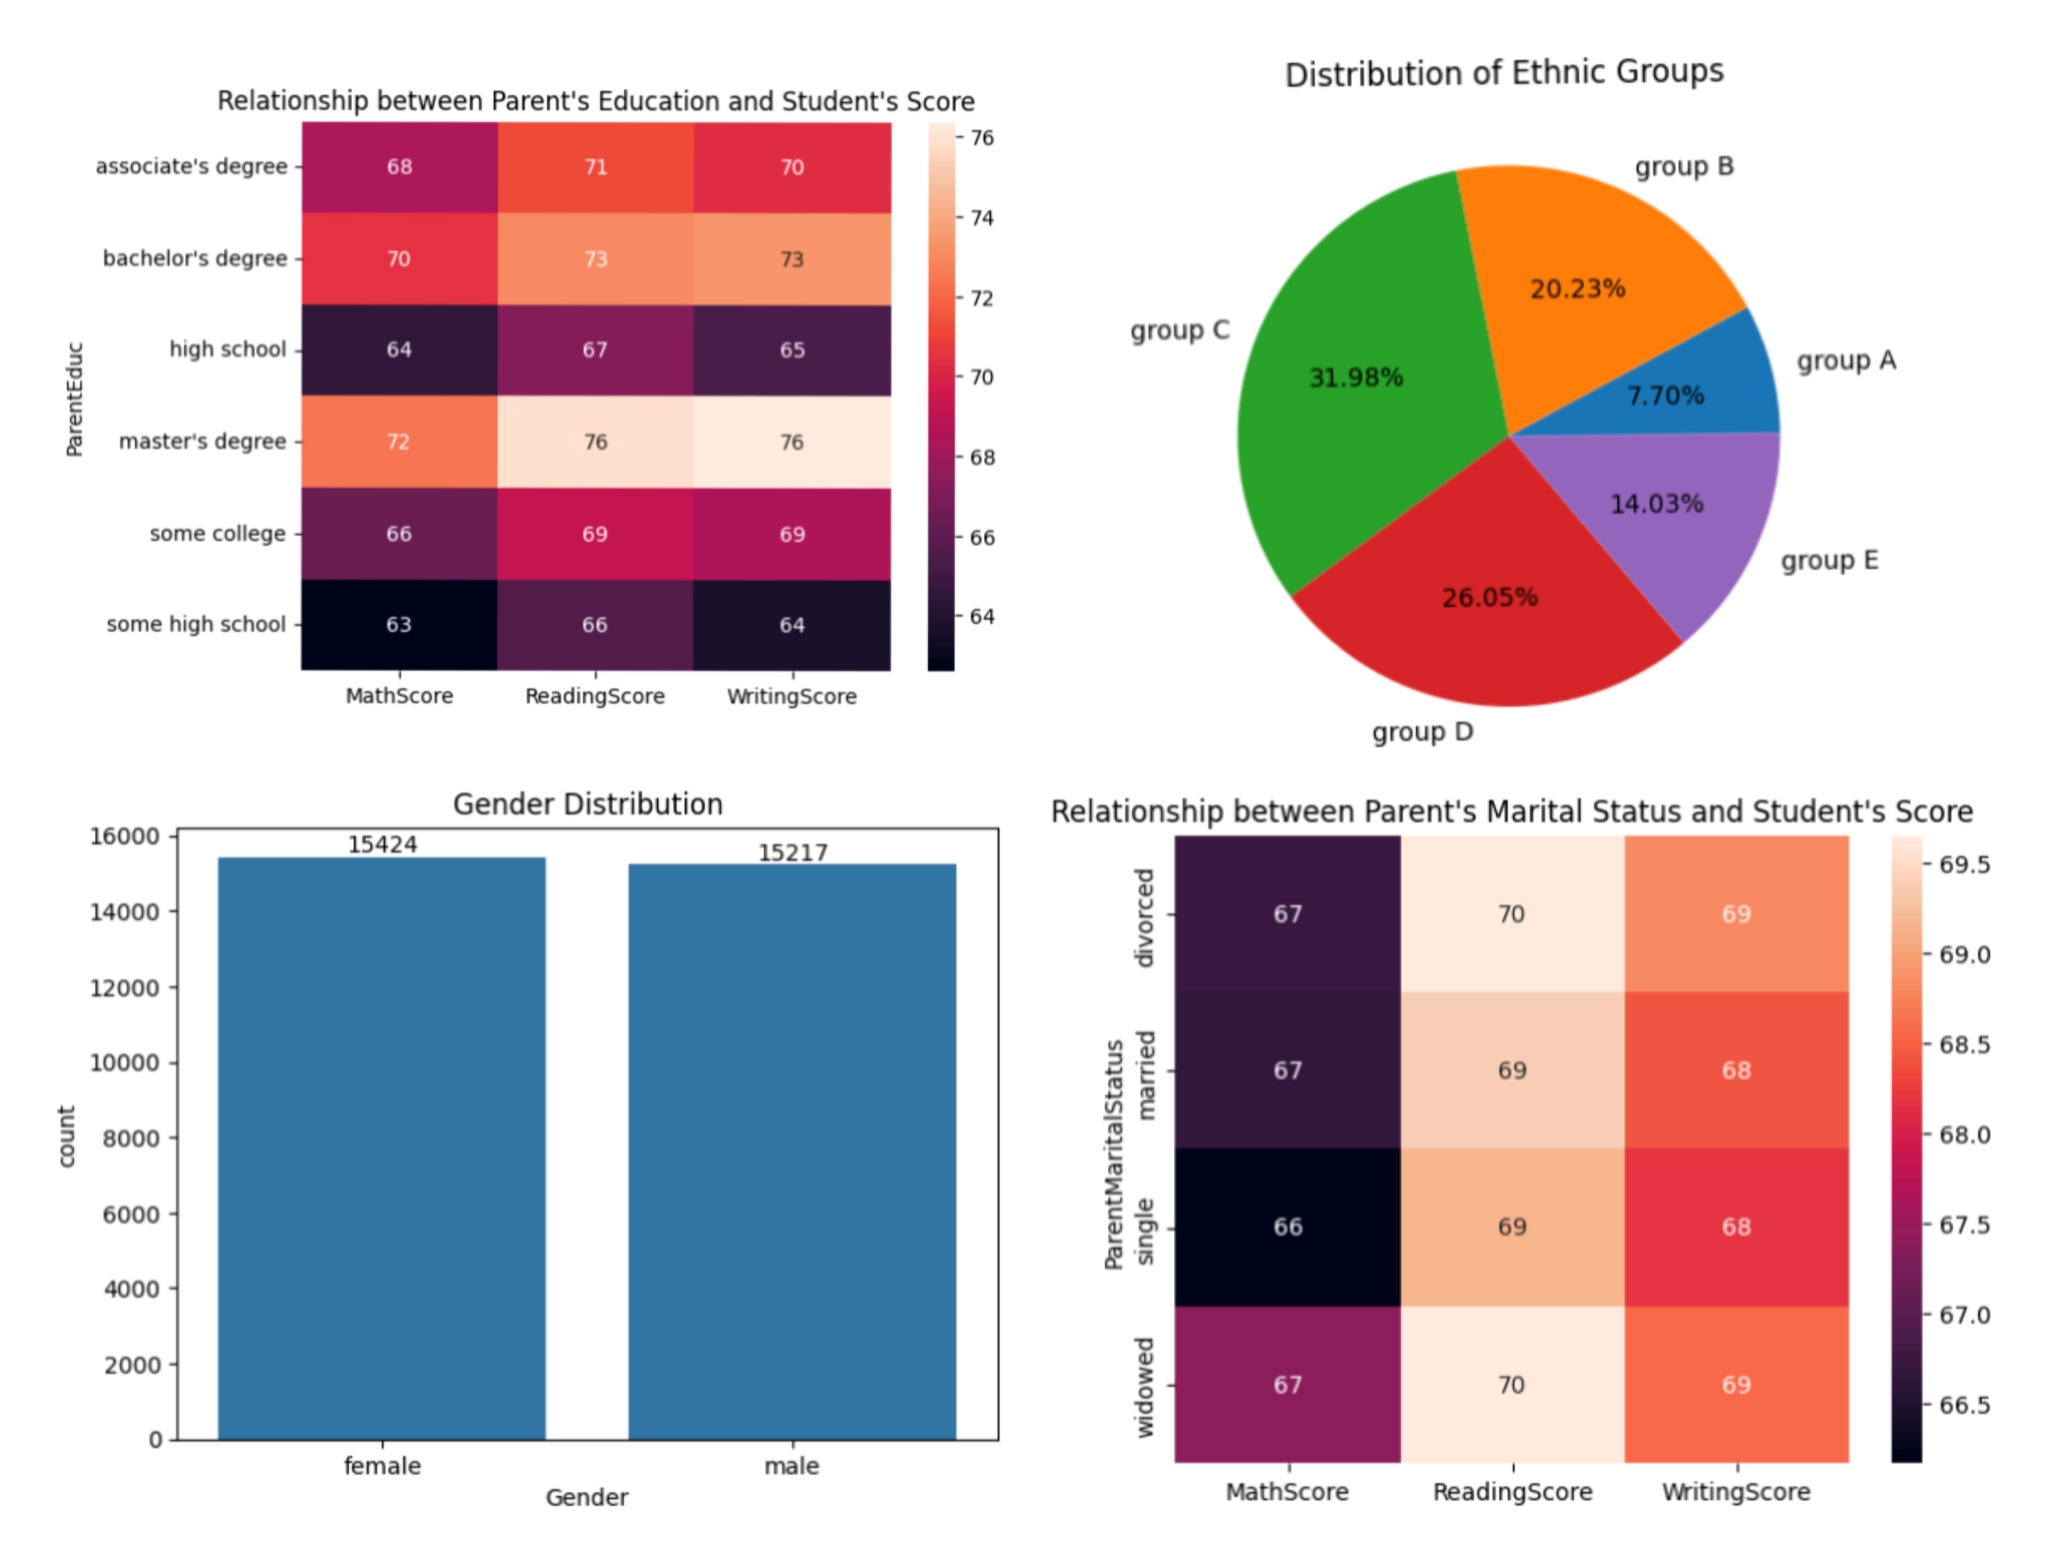 Relationship between Parent's Education and Student's Score
ParentEduc
associate's degree 68 71 70
bachelor's degree 70 73 73
high school 64 67 65
master's degree 72 76 76
some college 66 69 69
some high school 63 66 64
MathScore ReadingScore WritingScore
76
74
72
70
68
66
64
Distribution of Ethnic Groups
group B
20.23%
group C
31.98%
group A
7.70%
14.03%
group E
26.05%
group D
Gender Distribution
count
16000
14000
12000
10000
8000
6000
4000
2000
0
15424
15217
female male
Gender
Relationship between Parent's Marital Status and Student's Score
ParentMaritalStatus
divorced 67 70 69
married 67 69 68
single 66 69 68
widowed 67 70 69
MathScore ReadingScore WritingScore
69.5
69.0
68.5
68.0
67.5
67.0
66.5